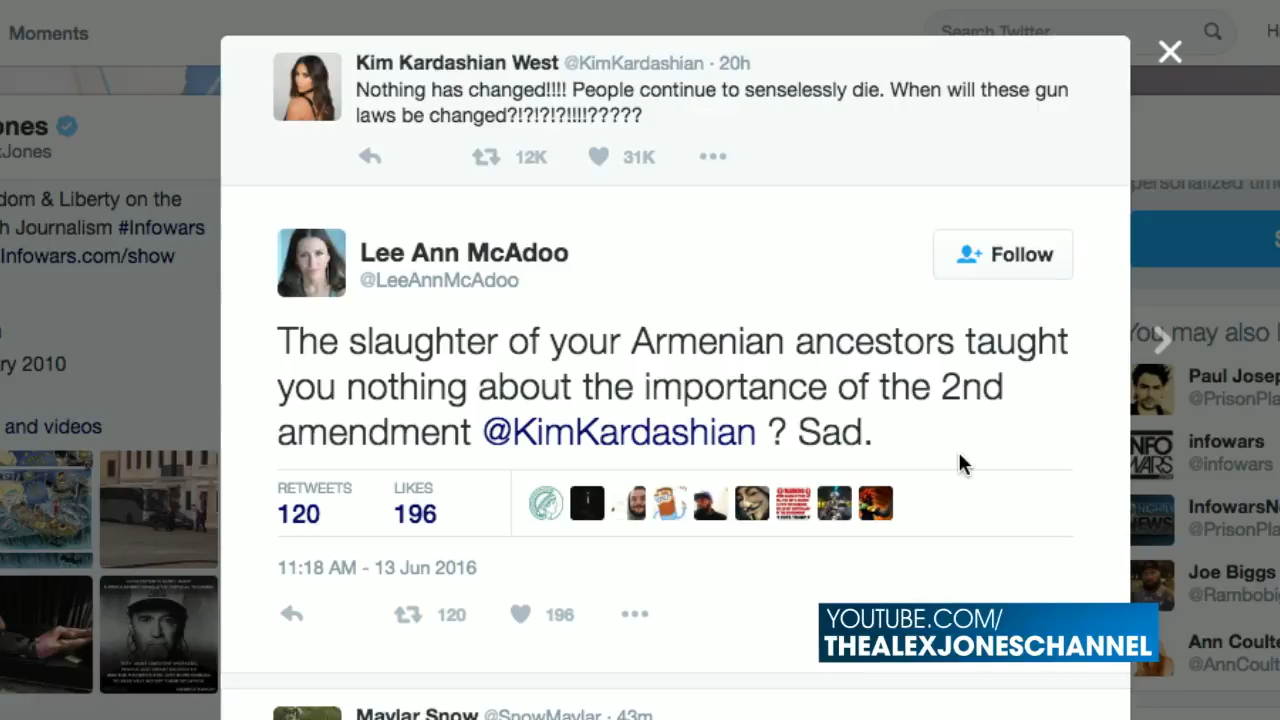 Moments
Search Twitter
Kim Kardashian West @KimKardashian · 20h
Nothing has changed!!!! People continue to senselessly die. When will these gun
laws be changed?!?!?!?!!!!?????
12K 31K •••
ones
Jones
Lee Ann McAdoo
@LeeAnnMcAdoo
Follow
dom & Liberty on the
h Journalism #Infowars
Infowars.com/show
The slaughter of your Armenian ancestors taught
you nothing about the importance of the 2nd
amendment @KimKardashian ? Sad.
personalized time
You may also l
ry 2010
and videos
Paul Josep
@PrisonPla
infowars
@infowars
InfowarsN
@PrisonPla
Joe Biggs
@Rambobig
Ann Coulte
@AnnCoult
RETWEETS LIKES
120 196
11:18 AM - 13 Jun 2016
120 196 •••
YOUTUBE.COM/
THEALEXJONESCHANNEL
Maylar Snow @SnowMaylar · 43m